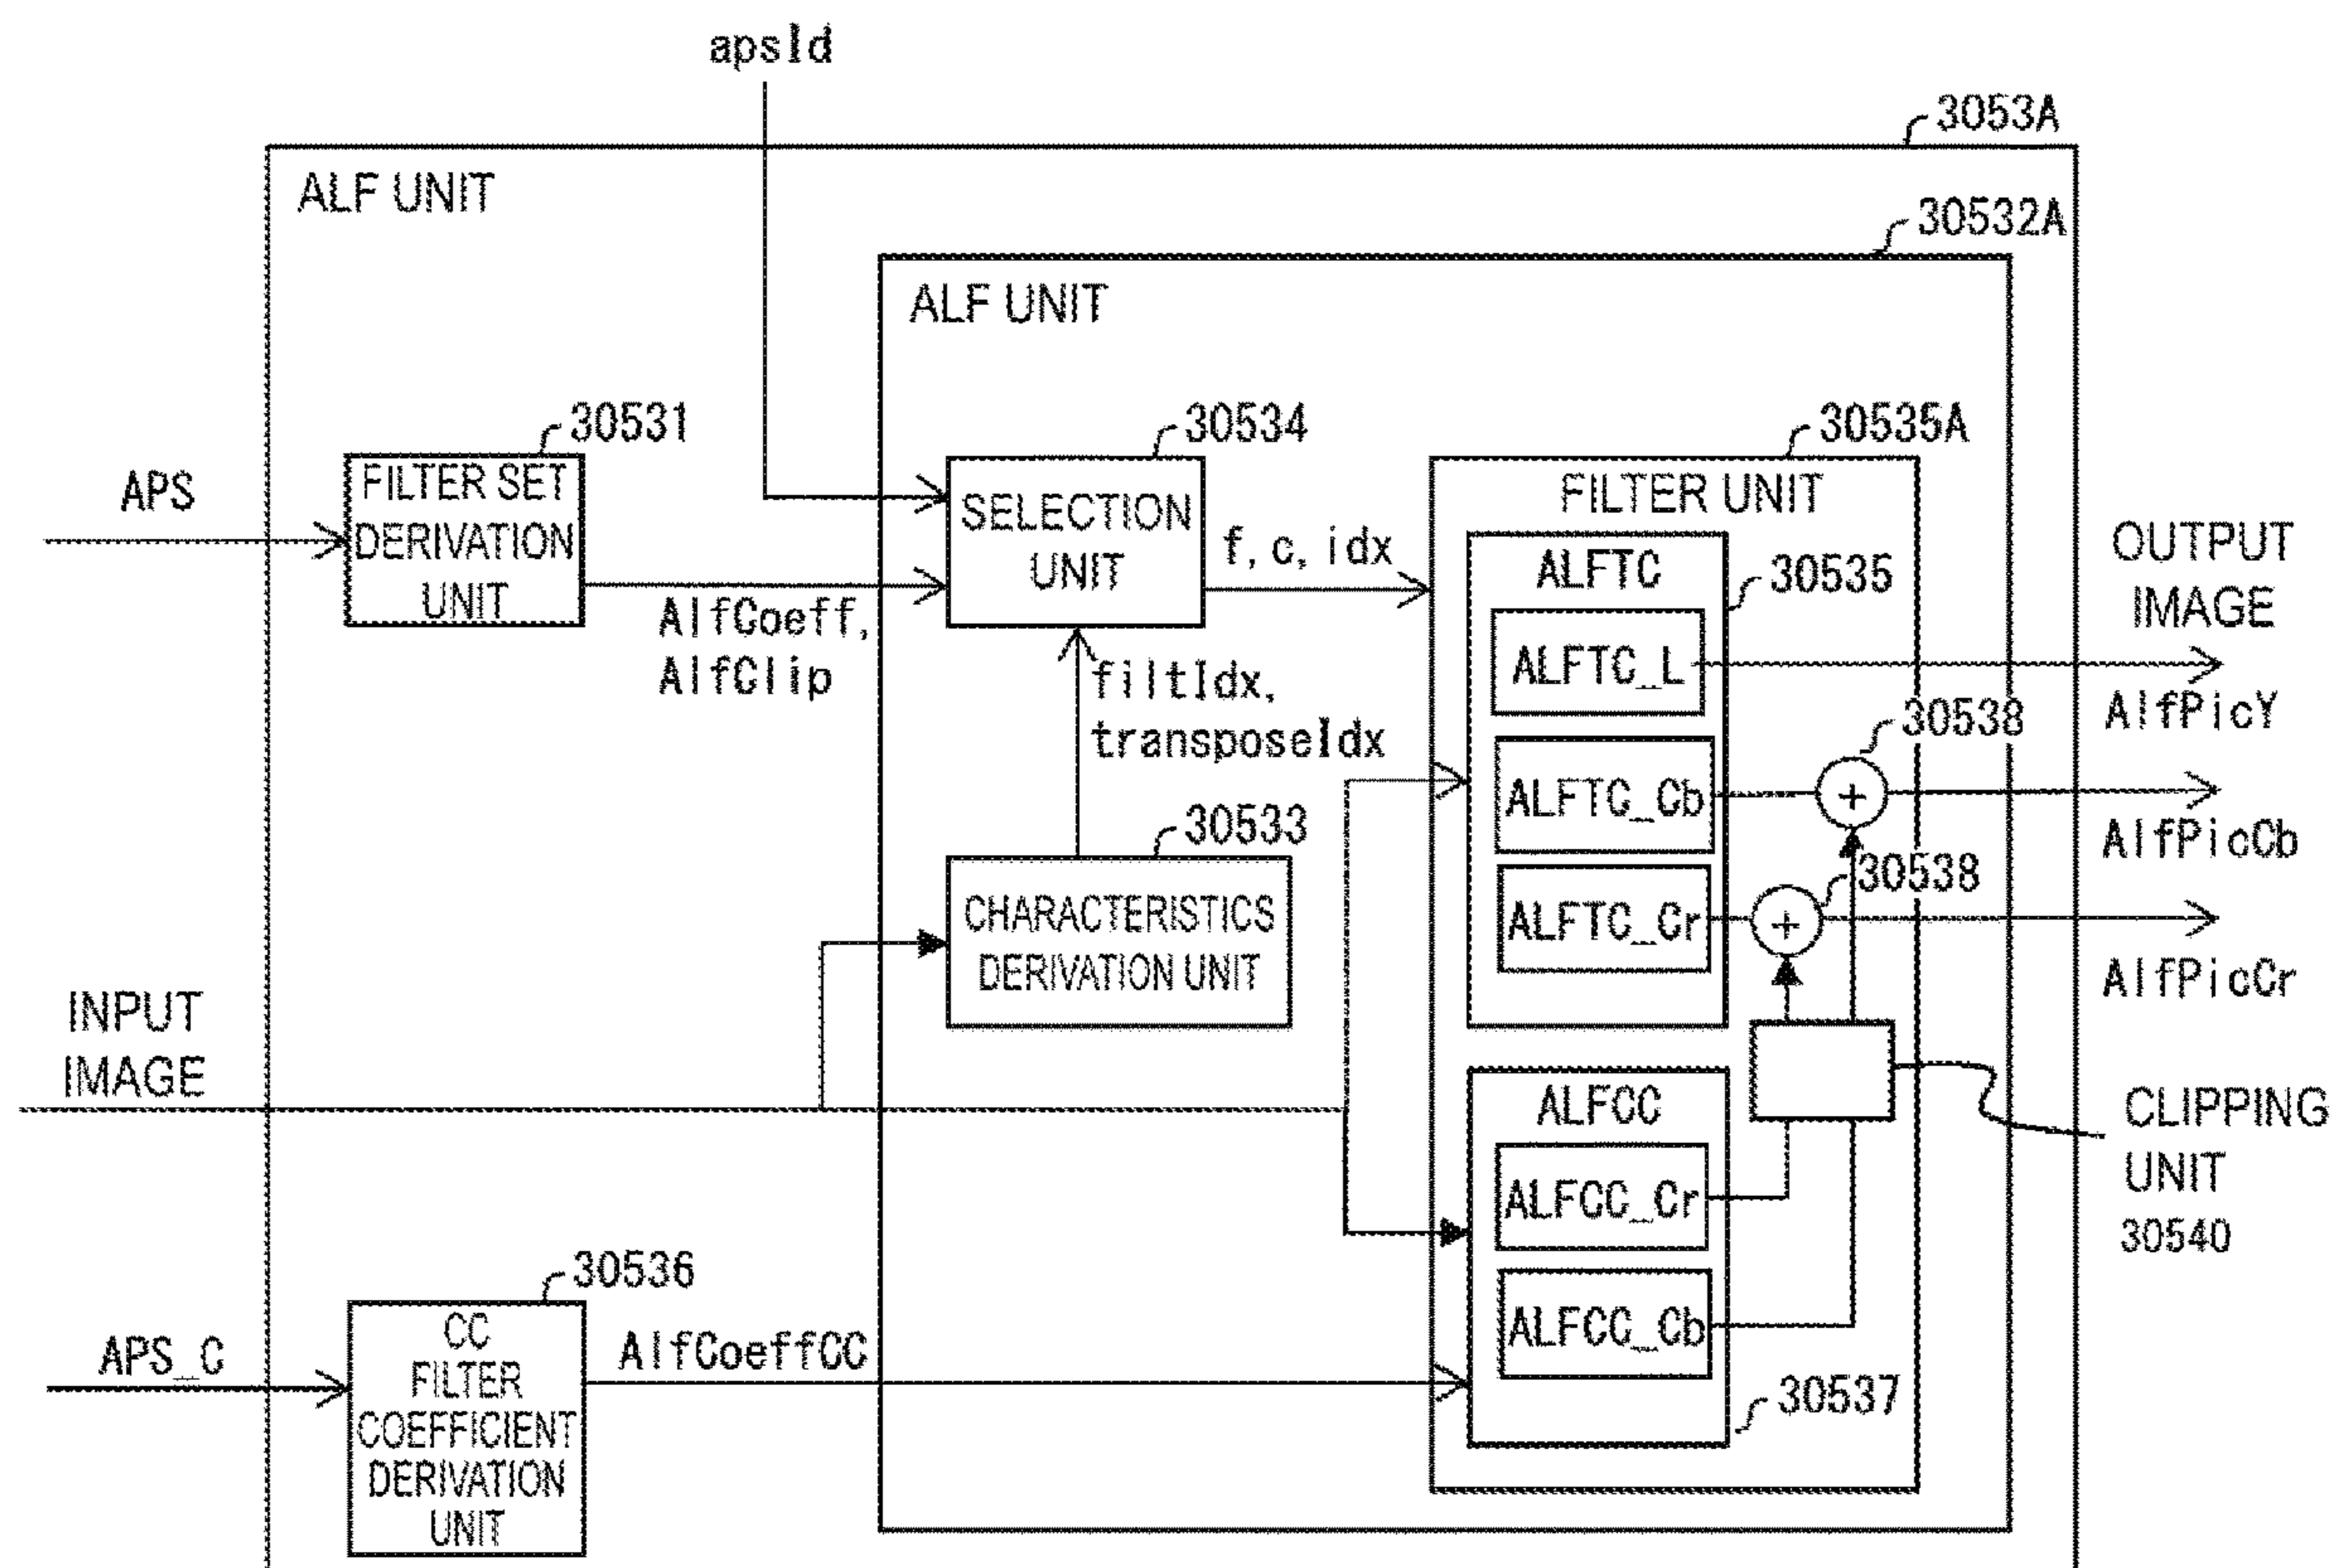 apsId
3053A
ALF UNIT
30532A
ALF UNIT
30531
30534
30535A
APS
FILTER SET
DERIVATION
UNIT
SELECTION
UNIT
FILTER UNIT
f, c, idx
ALFTC
30535
OUTPUT
IMAGE
AlfCoeff,
AlfClip
ALFTC_L
filtIdx,
transposeIdx
AlfPicY
30538
ALFTC_Cb
30533
AlfPicCb
30538
CHARACTERISTICS
DERIVATION UNIT
ALFTC_Cr
AlfPicCr
INPUT
IMAGE
ALFCC
CLIPPING
UNIT
30540
ALFCC_Cr
30536
APS_C
CC
FILTER
COEFFICIENT
DERIVATION
UNIT
AlfCoeffCC
ALFCC_Cb
30537